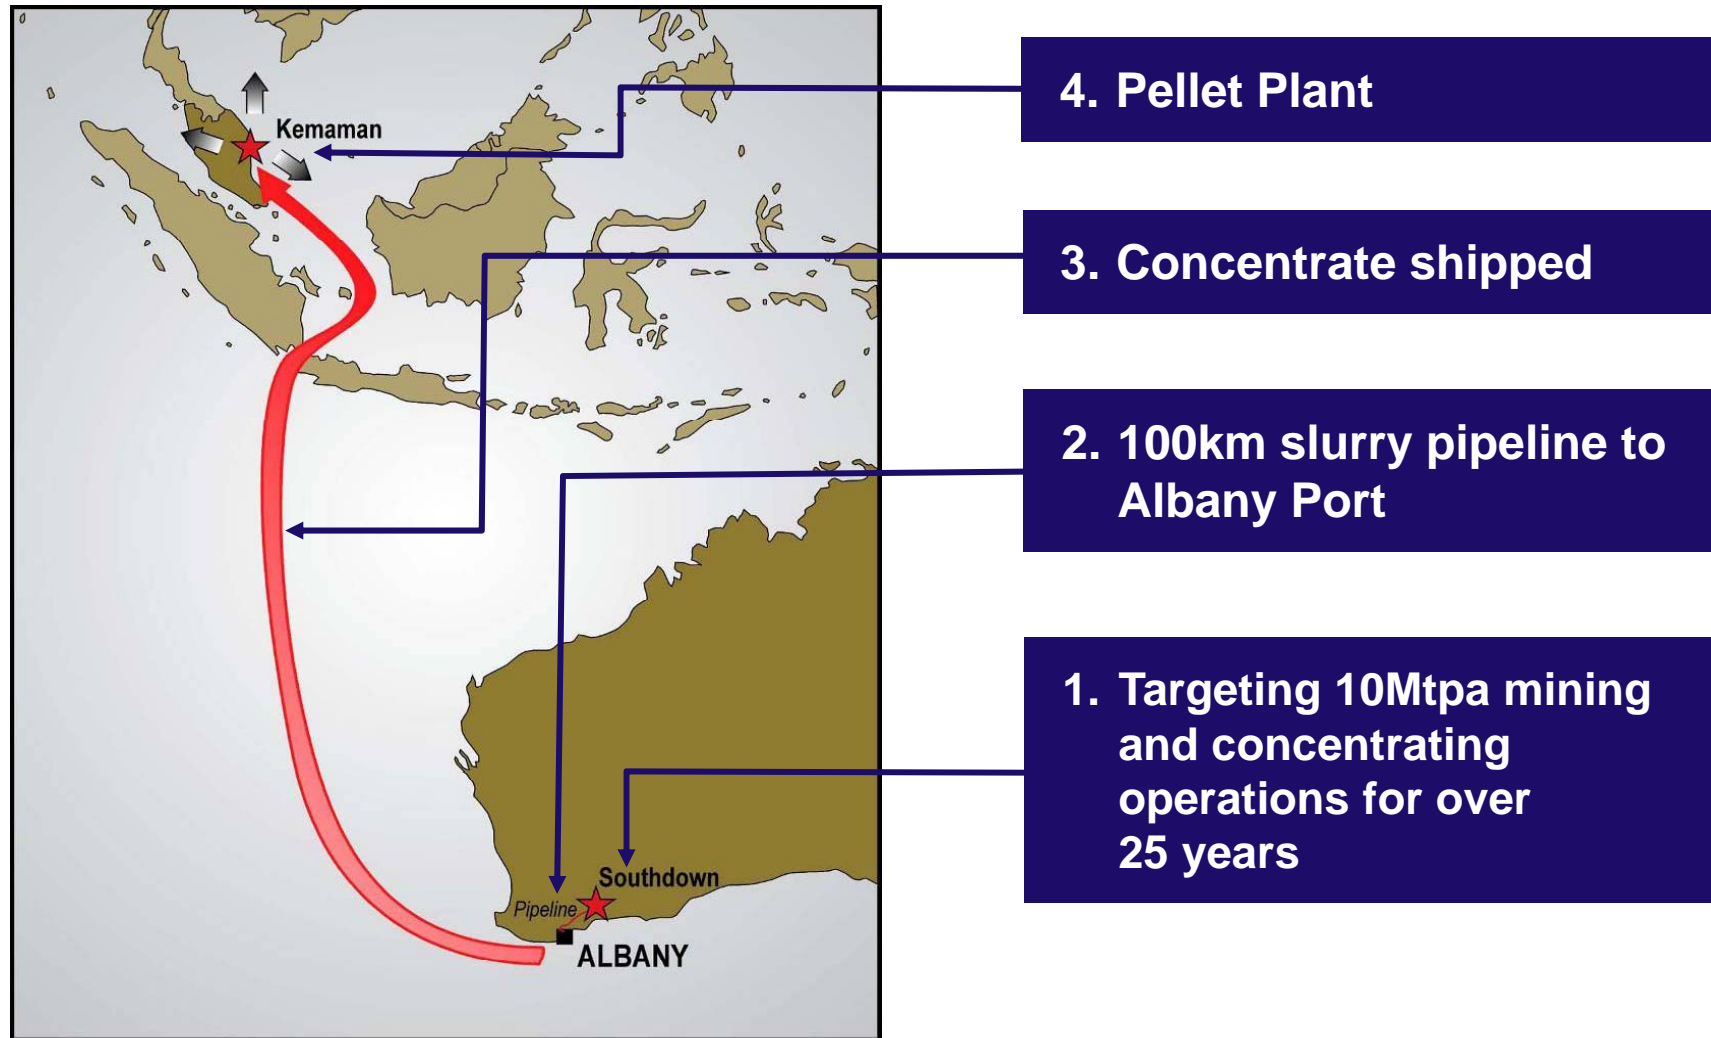 Kemaman
Southdown
Pipeline
ALBANY
4. Pellet Plant
3. Concentrate shipped
2. 100km slurry pipeline to
Albany Port
1. Targeting 10Mtpa mining
and concentrating
operations for over
25 years